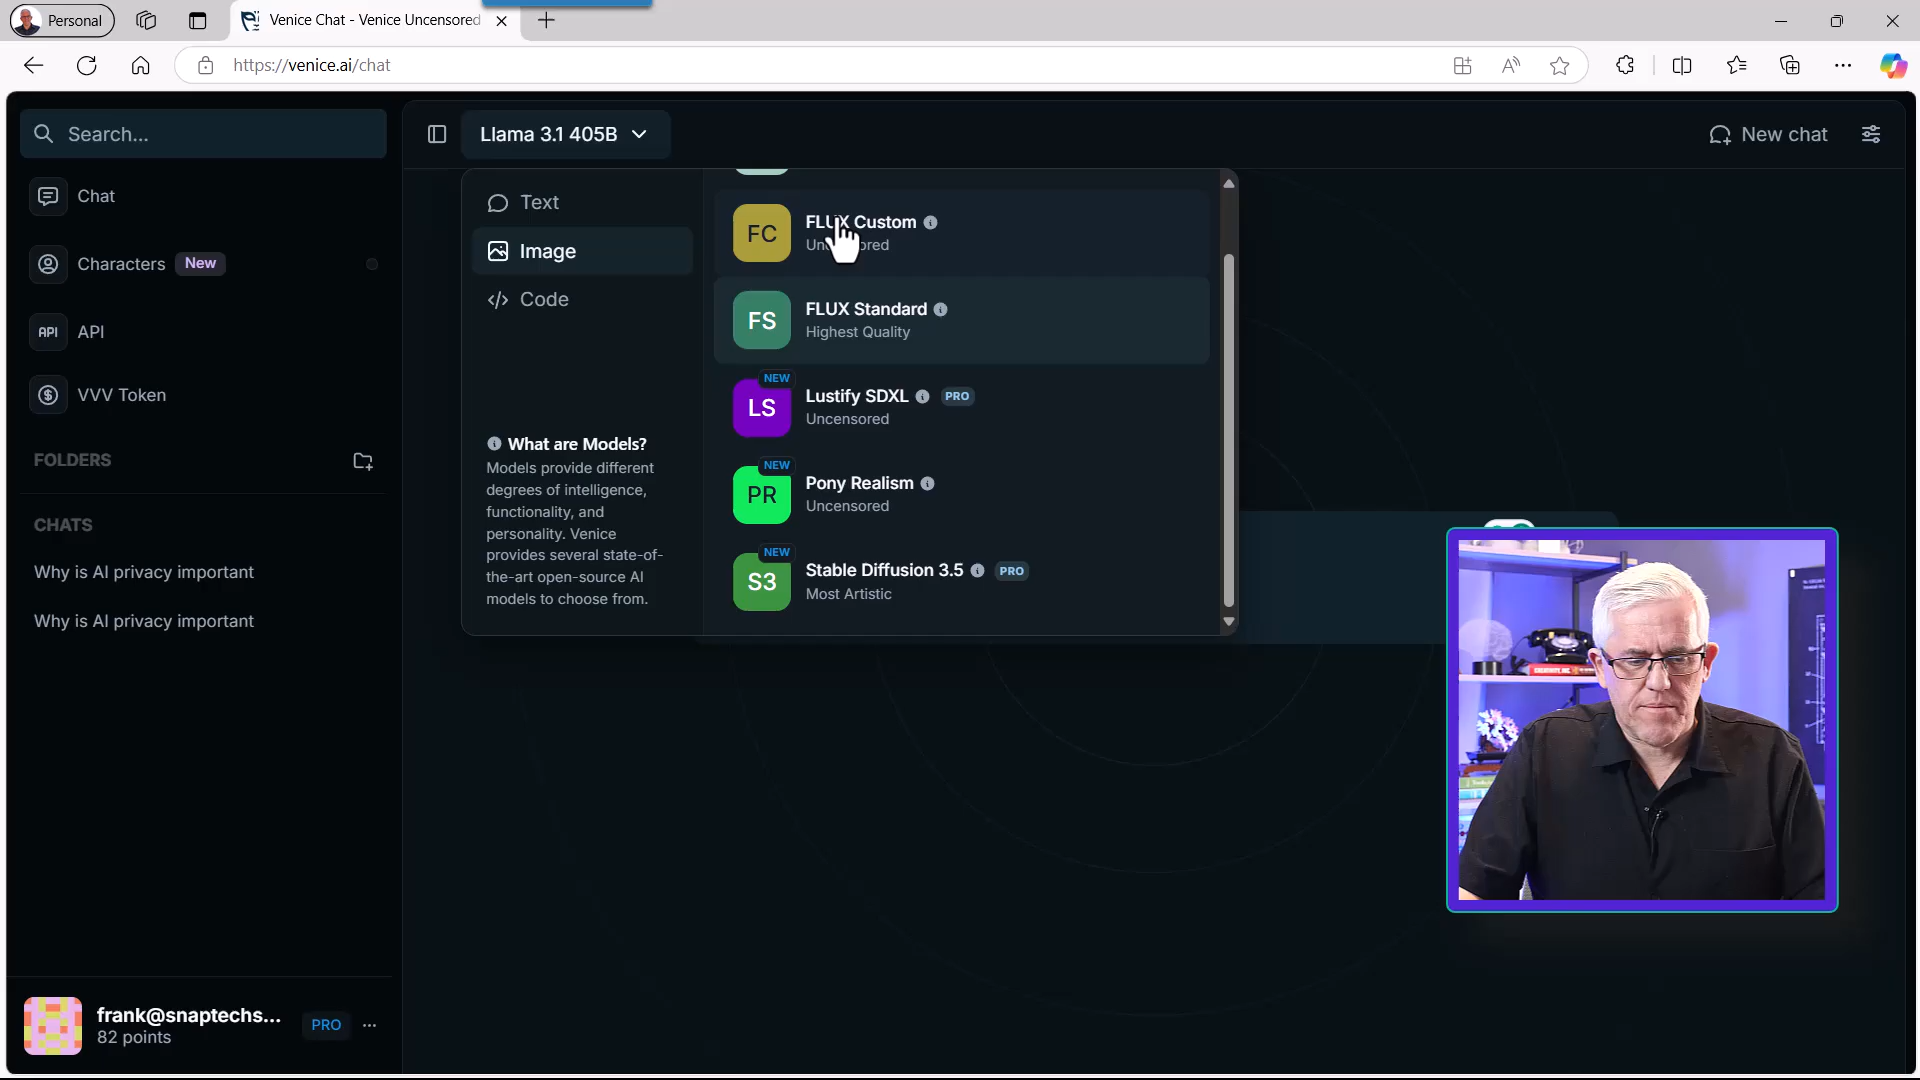 Personal
Venice Chat - Venice Uncensored
https://venice.ai/chat
Search...
Llama 3.1 405B
New chat
Chat
Characters New
API API
VVV Token
FOLDERS
CHATS
Why is AI privacy important
Why is AI privacy important
frank@snaptechs...
82 points
PRO
Text
Image
Code
What are Models?
Models provide different
degrees of intelligence,
functionality, and
personality. Venice
provides several state-of-
the-art open-source AI
models to choose from.
FC FLUX Custom
FS FLUX Standard
Highest Quality
NEW
LS Lustify SDXL PRO
Uncensored
NEW
PR Pony Realism
Uncensored
NEW
S3 Stable Diffusion 3.5 PRO
Most Artistic